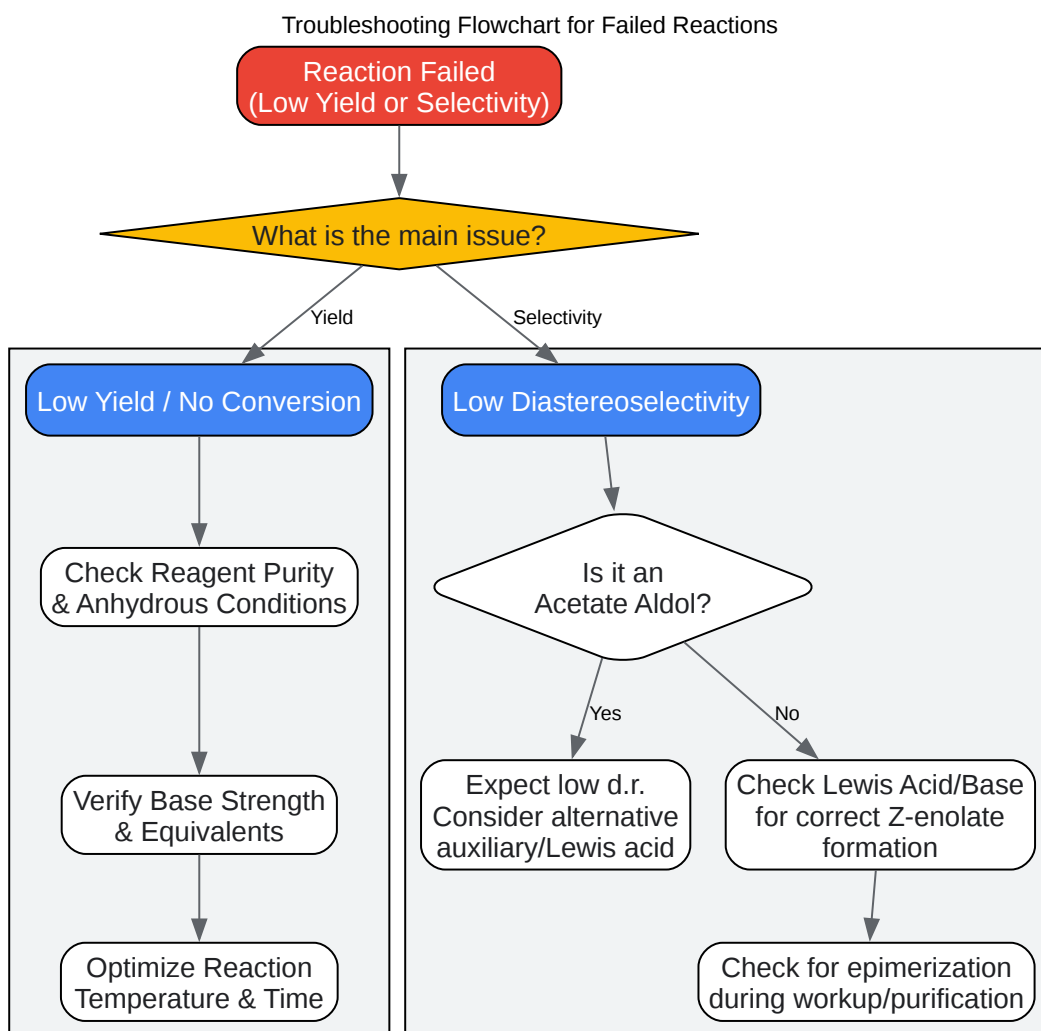 Troubleshooting Flowchart for Failed Reactions
Reaction Failed
(Low Yield or Selectivity)
What is the main issue?
Yield
Selectivity
Low Yield / No Conversion
Check Reagent Purity
& Anhydrous Conditions
Verify Base Strength
& Equivalents
Optimize Reaction
Temperature & Time
Low Diastereoselectivity
Is it an
Acetate Aldol?
Yes
No
Expect low d.r.
Consider alternative
auxiliary/Lewis acid
Check Lewis Acid/Base
for correct Z-enolate
formation
Check for epimerization
during workup/purification